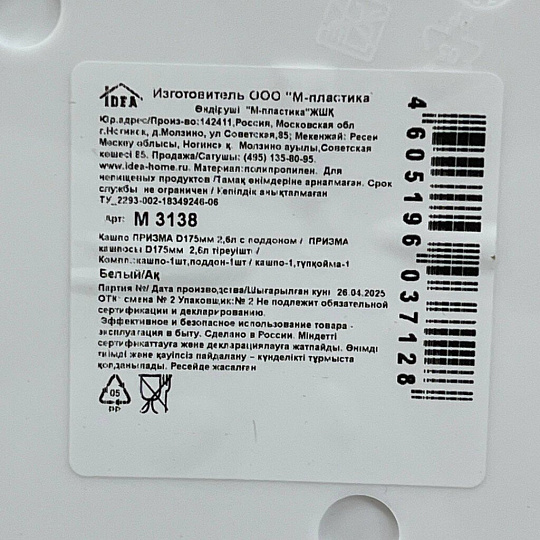 IDEA
Изготовитель ООО "М-пластика"
Өндіруші "М-пластика"ЖШҚ
Юр.адрес/Произ-во:142411,Россия, Московская обл
г.Ногинск, д.Молзино, ул Советская,85; Мекенжай: Ресей
Москеу облысы, Ногинск қ. Молзино ауылы,Советская
көшесі 85. Продажа/Сатушы: (495) 135-80-95.
www.idea-home.ru. Материал:полипропилен. Для
непищевых продуктов /Тамақ өнімдеріне арналмаған. Срок
службы не ограничен / Кепілдік анықталмаған
ТУ_2293-002-18349246-06
Арт: М 3138
Кашпо ПРИЗМА D175мм 2,6л с поддоном / ПРИЗМА
кашпосы D175мм 2,6л тіреуішті /
Компл.:кашпо-1шт,поддон-1шт / кашпо-1,түпқойма-1
Белый/Ақ
Партия №/ Дата производства/Шығарылған күні 26.04.2025
ОТК: смена № 2 Упаковщик:№ 2 Не подлежит обязательной
сертификации и декларированию.
Эффективное и безопасное использование товара -
эксплуатация в быту. Сделано в России. Міндетті
сертификаттауға және декларациялауға жатпайды. Өнімді
тиімді және қауіпсіз пайдалану – күнделікті тұрмыста
қолданылады. Ресейде жасалған
05
PP
4 605196 037128